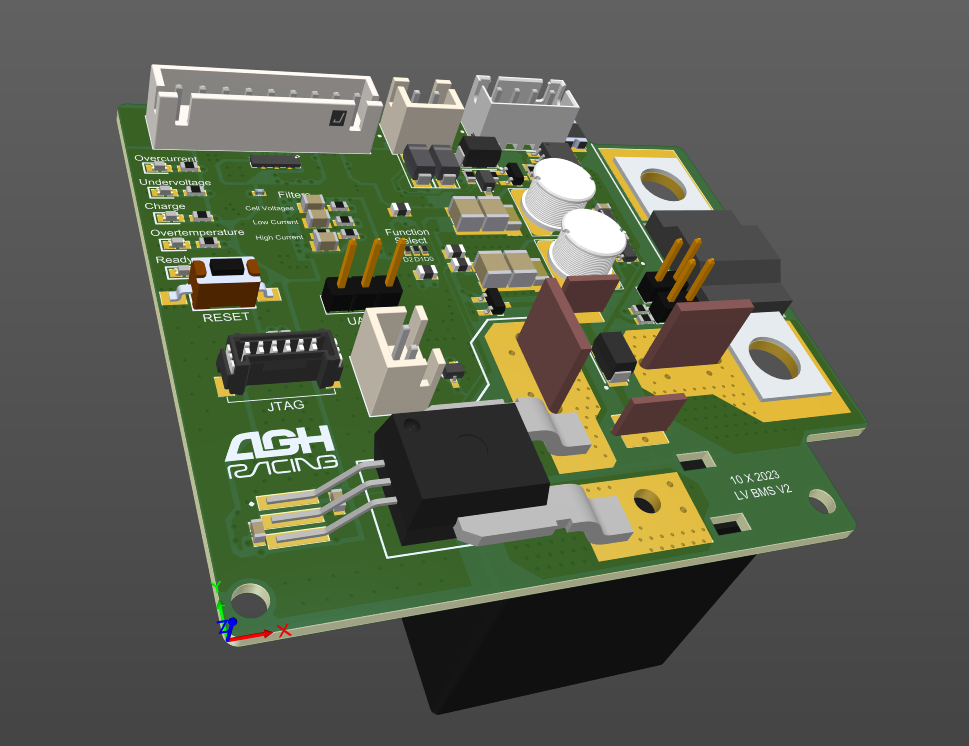 Overcurrent
Undervoltage
Charge
Overtemperature
Ready
Filters
Cell Voltages
Low Current
High Current
Function
Select
RESET
JTAG
AGH
RACING
10 X 2023
LV BMS V2
Y
Z
X